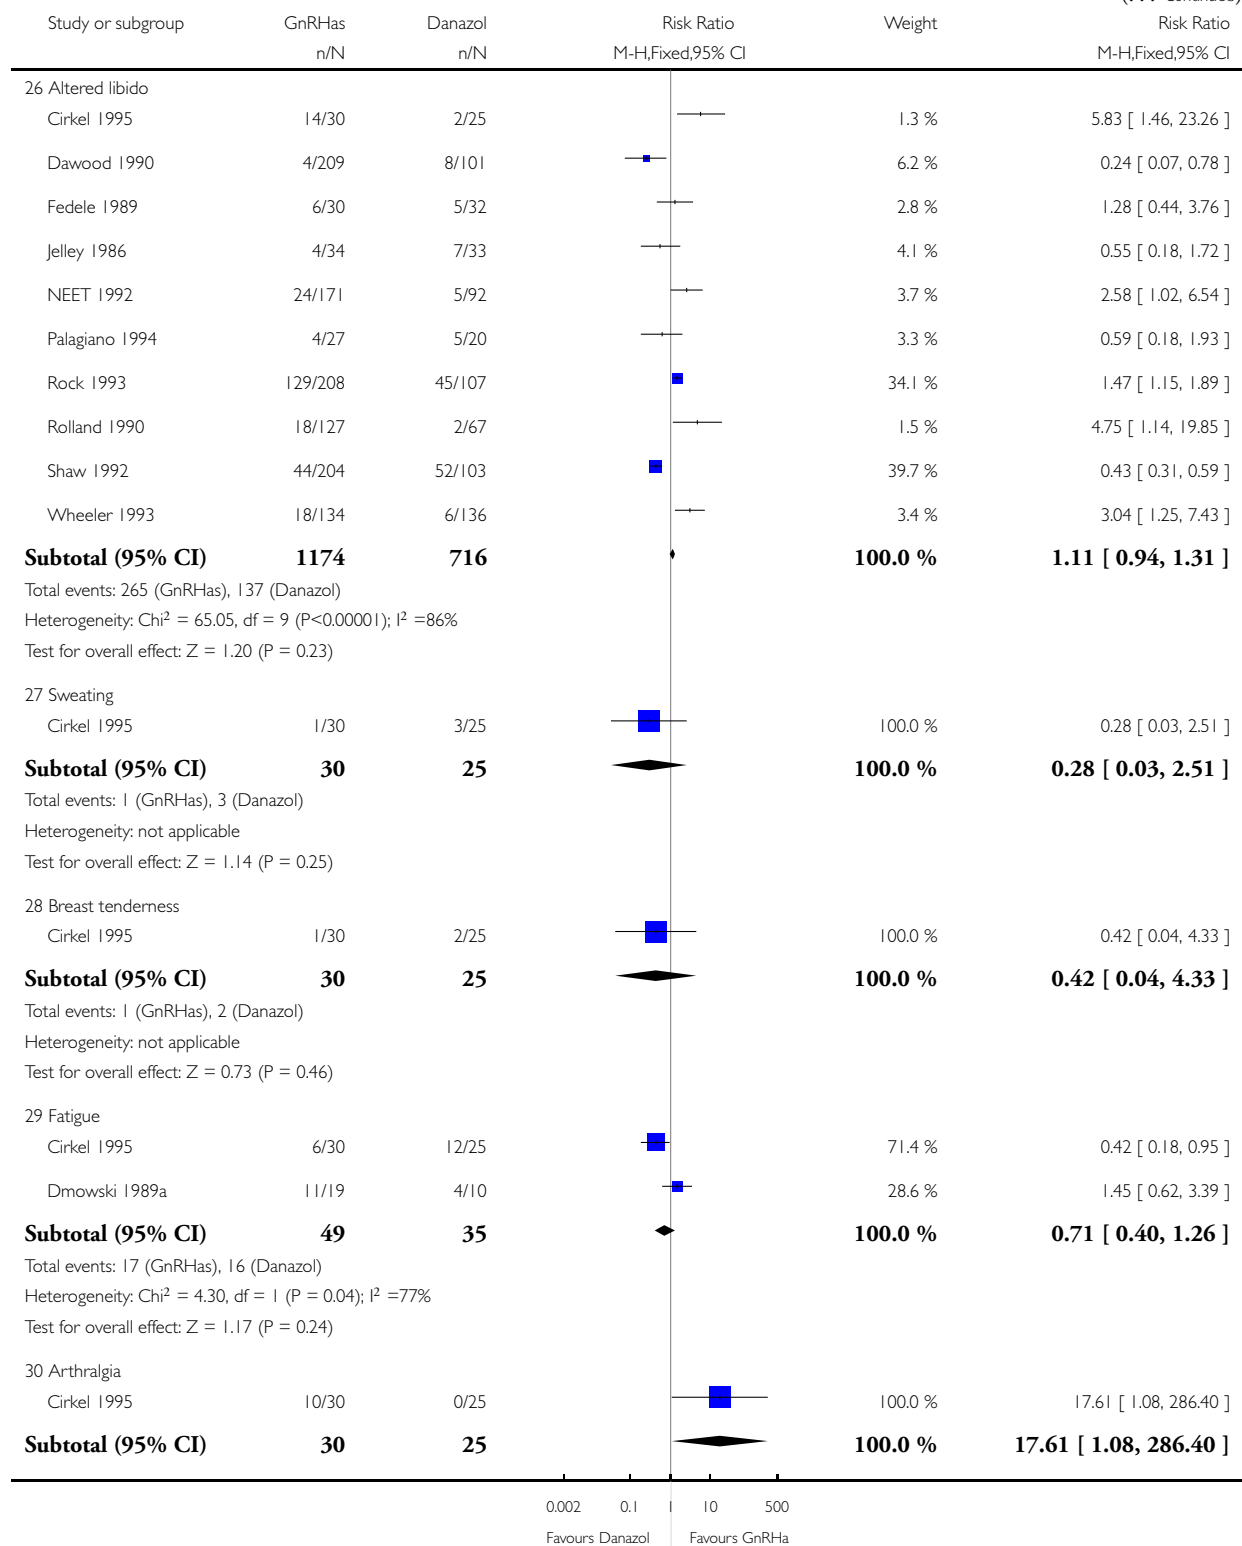 (. . . Continued)
Study or subgroup GnRHas Danazol Risk Ratio Weight Risk Ratio
n/N n/N M-H,Fixed,95% CI M-H,Fixed,95% CI
26 Altered libido
Cirkel 1995 14/30 2/25 1.3 % 5.83 [ 1.46, 23.26 ]
Dawood 1990 4/209 8/101 6.2 % 0.24 [ 0.07, 0.78 ]
Fedele 1989 6/30 5/32 2.8 % 1.28 [ 0.44, 3.76 ]
Jelley 1986 4/34 7/33 4.1 % 0.55 [ 0.18, 1.72 ]
NEET 1992 24/171 5/92 3.7 % 2.58 [ 1.02, 6.54 ]
Palagiano 1994 4/27 5/20 3.3 % 0.59 [ 0.18, 1.93 ]
Rock 1993 129/208 45/107 34.1 % 1.47 [ 1.15, 1.89 ]
Rolland 1990 18/127 2/67 1.5 % 4.75 [ 1.14, 19.85 ]
Shaw 1992 44/204 52/103 39.7 % 0.43 [ 0.31, 0.59 ]
Wheeler 1993 18/134 6/136 3.4 % 3.04 [ 1.25, 7.43 ]
Subtotal (95% CI) 1174 716 100.0 % 1.11 [ 0.94, 1.31 ]
Total events: 265 (GnRHas), 137 (Danazol)
Heterogeneity: Chi² = 65.05, df = 9 (P<0.00001); I² =86%
Test for overall effect: Z = 1.20 (P = 0.23)
27 Sweating
Cirkel 1995 1/30 3/25 100.0 % 0.28 [ 0.03, 2.51 ]
Subtotal (95% CI) 30 25 100.0 % 0.28 [ 0.03, 2.51 ]
Total events: 1 (GnRHas), 3 (Danazol)
Heterogeneity: not applicable
Test for overall effect: Z = 1.14 (P = 0.25)
28 Breast tenderness
Cirkel 1995 1/30 2/25 100.0 % 0.42 [ 0.04, 4.33 ]
Subtotal (95% CI) 30 25 100.0 % 0.42 [ 0.04, 4.33 ]
Total events: 1 (GnRHas), 2 (Danazol)
Heterogeneity: not applicable
Test for overall effect: Z = 0.73 (P = 0.46)
29 Fatigue
Cirkel 1995 6/30 12/25 71.4 % 0.42 [ 0.18, 0.95 ]
Dmowski 1989a 11/19 4/10 28.6 % 1.45 [ 0.62, 3.39 ]
Subtotal (95% CI) 49 35 100.0 % 0.71 [ 0.40, 1.26 ]
Total events: 17 (GnRHas), 16 (Danazol)
Heterogeneity: Chi² = 4.30, df = 1 (P = 0.04); I² =77%
Test for overall effect: Z = 1.17 (P = 0.24)
30 Arthralgia
Cirkel 1995 10/30 0/25 100.0 % 17.61 [ 1.08, 286.40 ]
Subtotal (95% CI) 30 25 100.0 % 17.61 [ 1.08, 286.40 ]
0.002 0.1 1 10 500
Favours Danazol Favours GnRHa